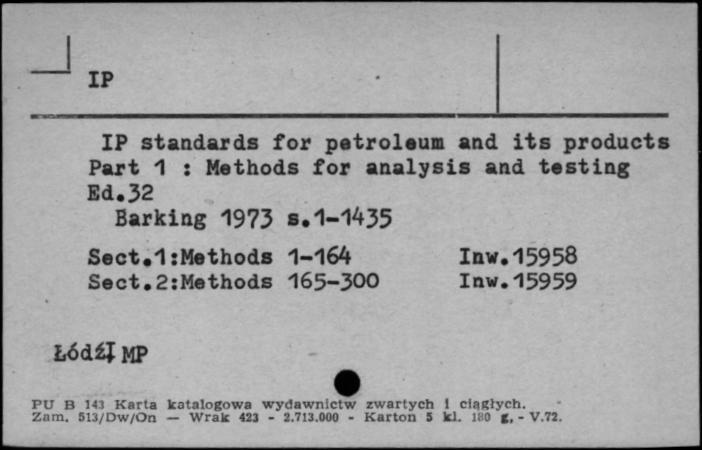 IP
IP standards for petroleum and its products
Part 1 : Methods for analysis and testing
Ed.32
Barking 1973 s.1-1435
Sect.1:Methods 1-164 Inw.15958
Sect.2:Methods 165-300 Inw.15959
Łódź I MP
PU B 143 Karta katalogowa wydawnictw zwartych i ciągłych.
Zam. 513/Dw/On — Wrak 423 - 2.713.000 - Karton 5 kl. 180 g, - V.72.